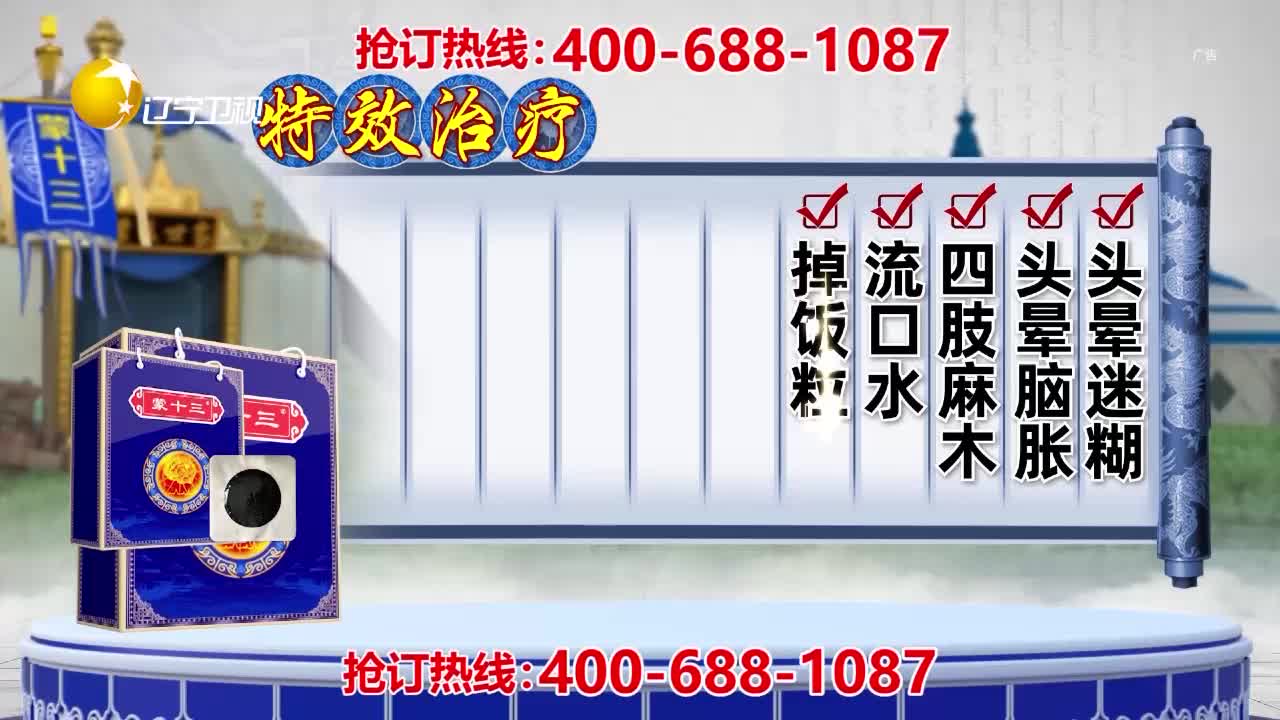 抢订热线：400-688-1087
广告
辽宁卫视
特效治疗
蒙十三
头晕迷糊
头晕脑胀
四肢麻木
流口水
掉饭粒
蒙十三
十三
抢订热线：400-688-1087